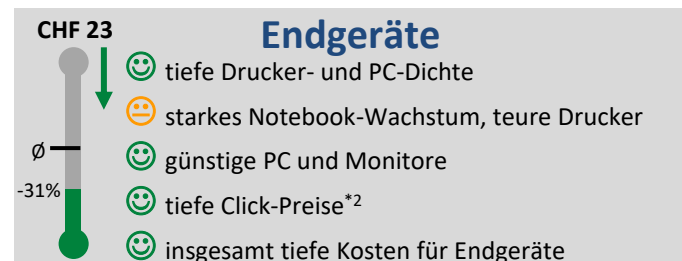 CHF 23
Endgeräte
tiefe Drucker- und PC-Dichte
starkes Notebook-Wachstum, teure Drucker
Ø
günstige PC und Monitore
-31%
tiefe Click-Preise*2
insgesamt tiefe Kosten für Endgeräte